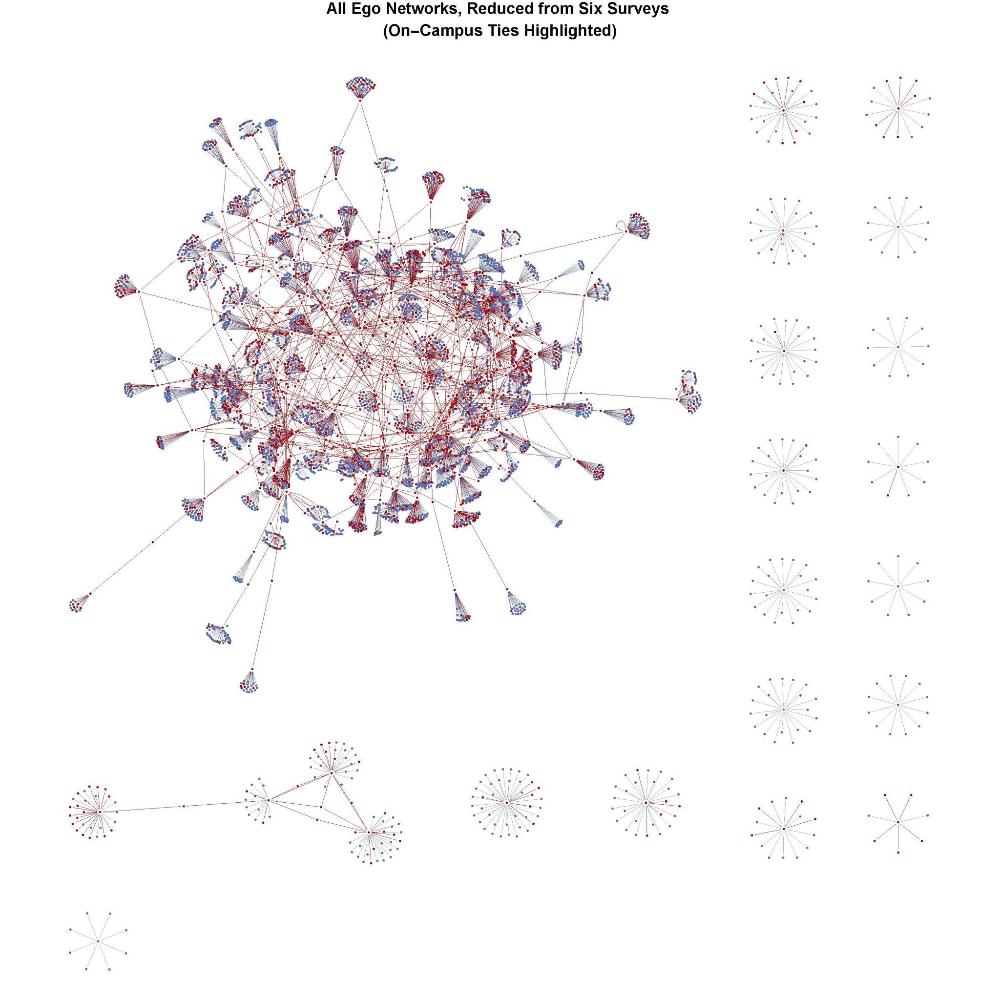 All Ego Networks, Reduced from Six Surveys
(On−Campus Ties Highlighted)